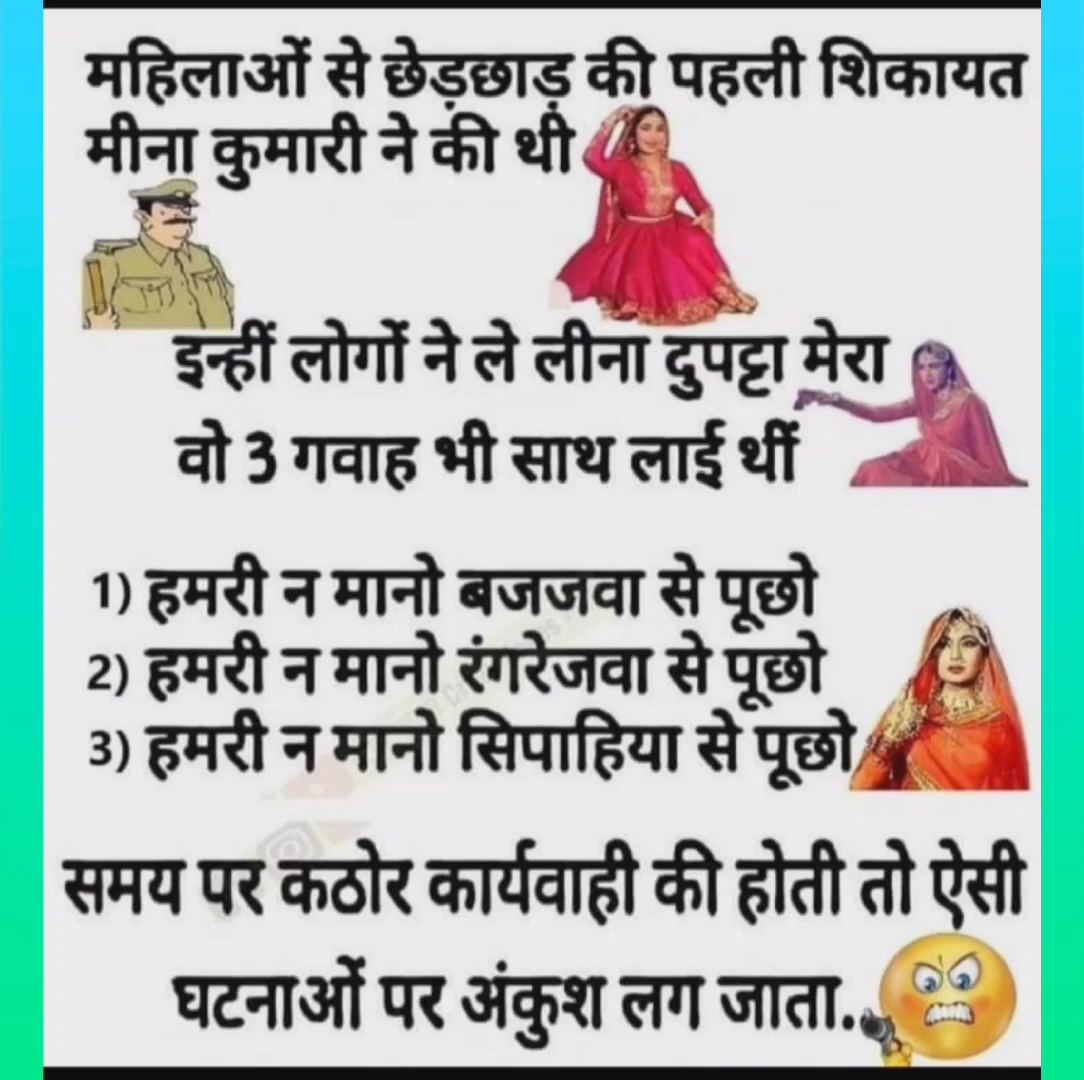 महिलाओं से छेड़छाड़ की पहली शिकायत
मीना कुमारी ने की थी
इन्हीं लोगों ने ले लीना दुपट्टा मेरा
वो 3 गवाह भी साथ लाई थीं
1) हमरी न मानो बजजवा से पूछो
2) हमरी न मानो रंगरेजवा से पूछो
3) हमरी न मानो सिपाहिया से पूछो
समय पर कठोर कार्यवाही की होती तो ऐसी
घटनाओं पर अंकुश लग जाता..